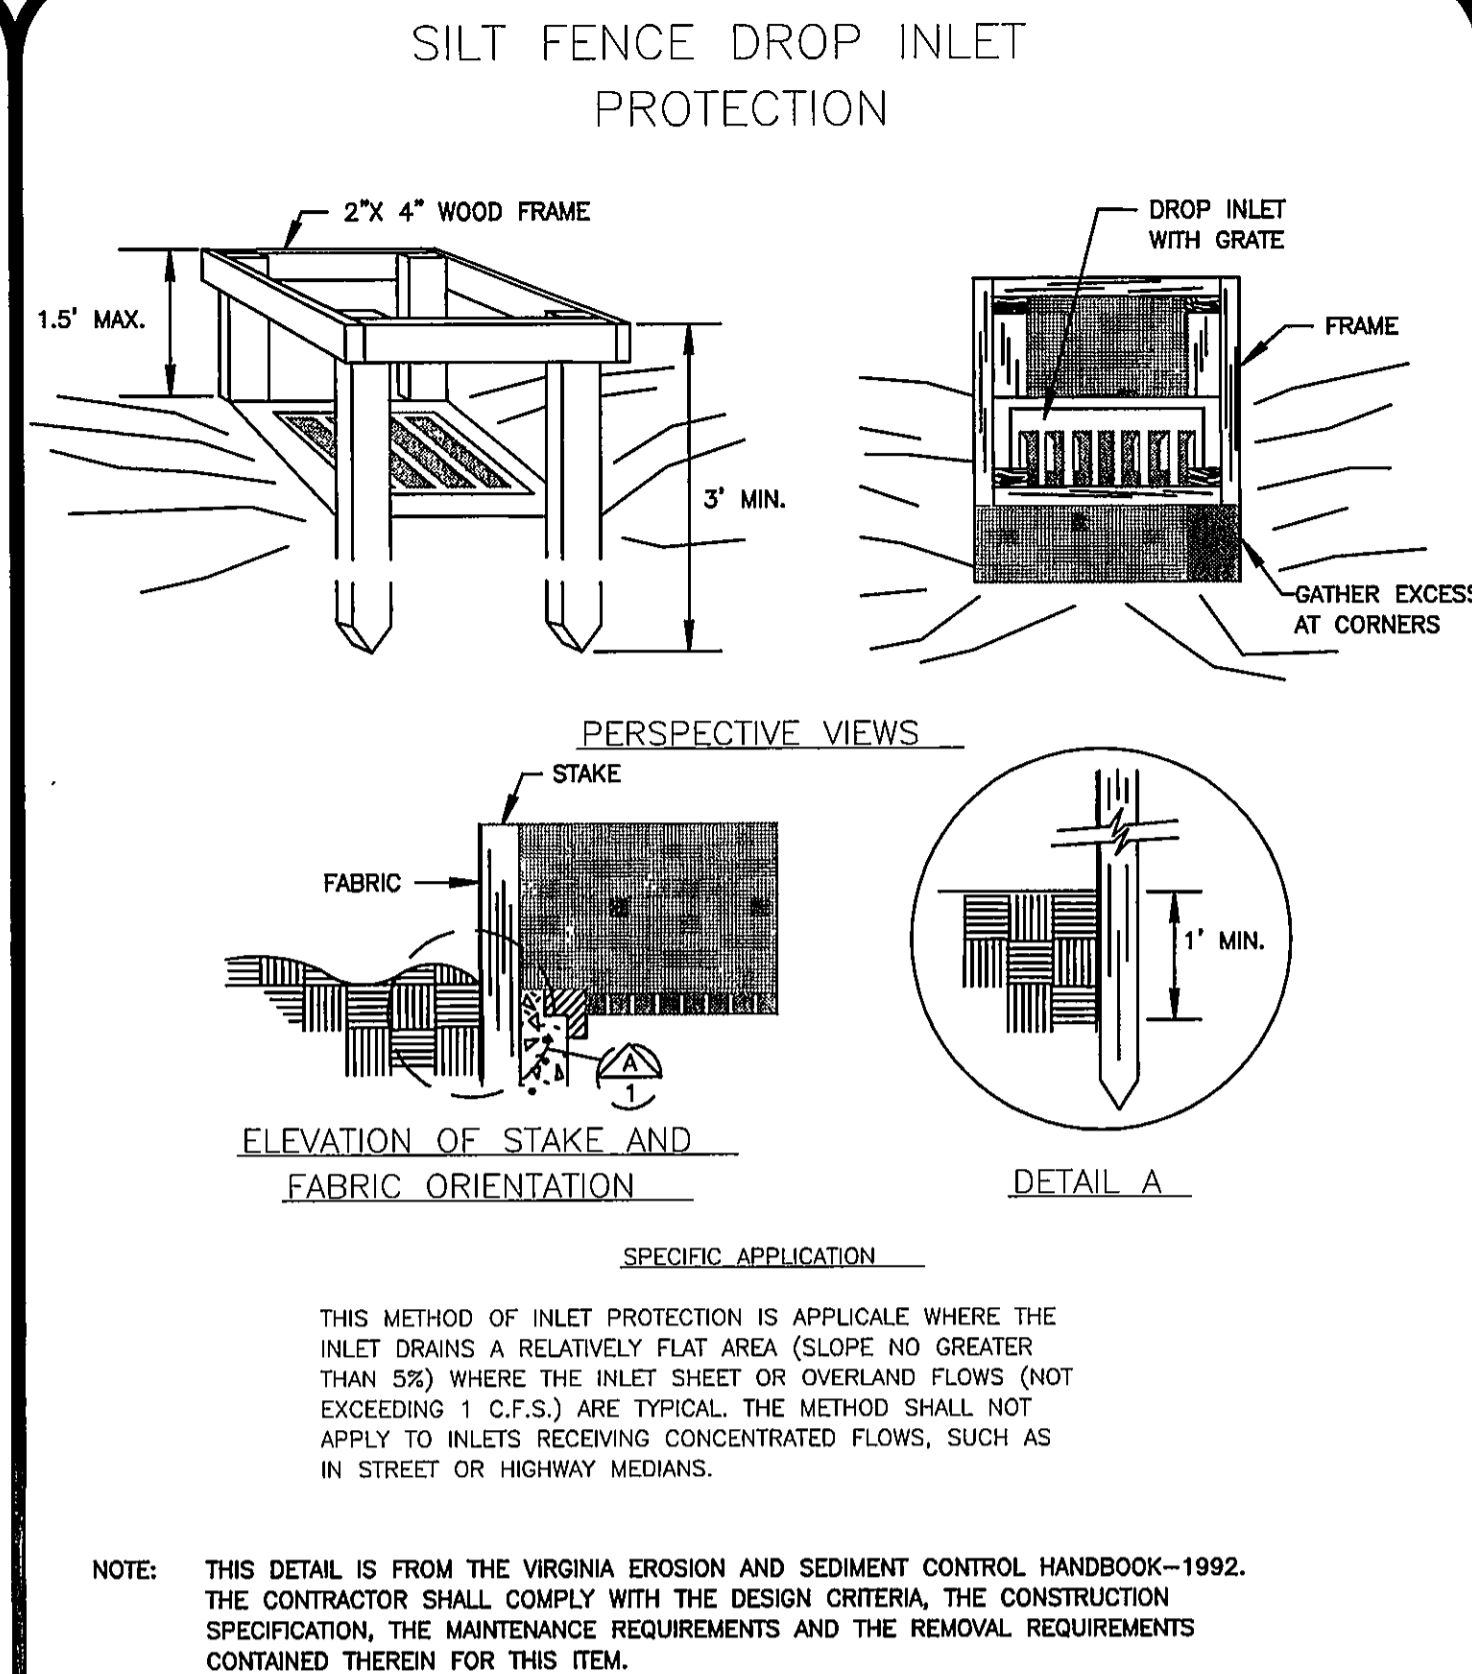 SILT FENCE DROP INLET
PROTECTION
2"X 4" WOOD FRAME
1.5' MAX.
3' MIN.
DROP INLET
WITH GRATE
FRAME
GATHER EXCESS
AT CORNERS
PERSPECTIVE VIEWS
STAKE
FABRIC
A
1
1' MIN.
ELEVATION OF STAKE AND
FABRIC ORIENTATION
DETAIL A
SPECIFIC APPLICATION
THIS METHOD OF INLET PROTECTION IS APPLICALE WHERE THE
INLET DRAINS A RELATIVELY FLAT AREA (SLOPE NO GREATER
THAN 5%) WHERE THE INLET SHEET OR OVERLAND FLOWS (NOT
EXCEEDING 1 C.F.S.) ARE TYPICAL. THE METHOD SHALL NOT
APPLY TO INLETS RECEIVING CONCENTRATED FLOWS, SUCH AS
IN STREET OR HIGHWAY MEDIANS.
NOTE: THIS DETAIL IS FROM THE VIRGINIA EROSION AND SEDIMENT CONTROL HANDBOOK-1992.
THE CONTRACTOR SHALL COMPLY WITH THE DESIGN CRITERIA, THE CONSTRUCTION
SPECIFICATION, THE MAINTENANCE REQUIREMENTS AND THE REMOVAL REQUIREMENTS
CONTAINED THEREIN FOR THIS ITEM.